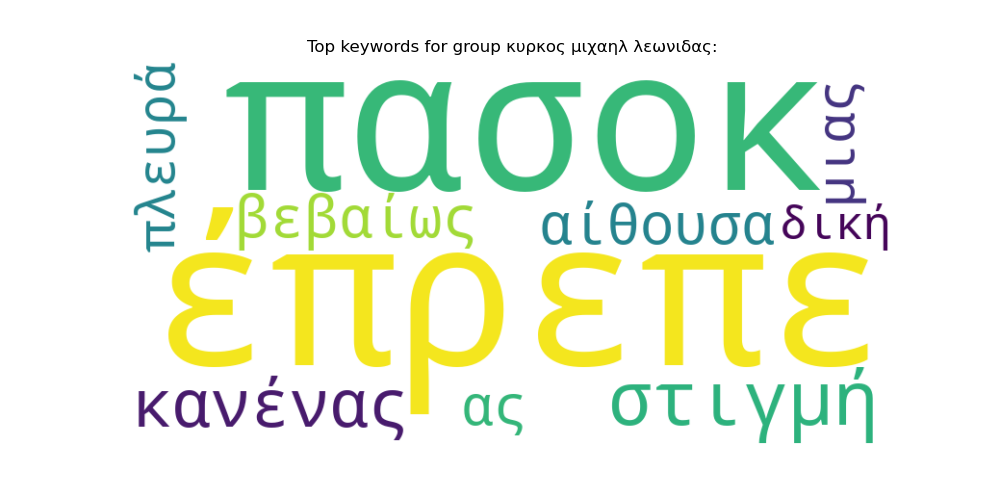 Top keywords for group κυρκος μιχαηλ λεωνιδας:
πλευρά
πασοκ
μιας
βεβαίως
αίθουσα
δική
έπρεπε
κανένας
ας
στιγμή